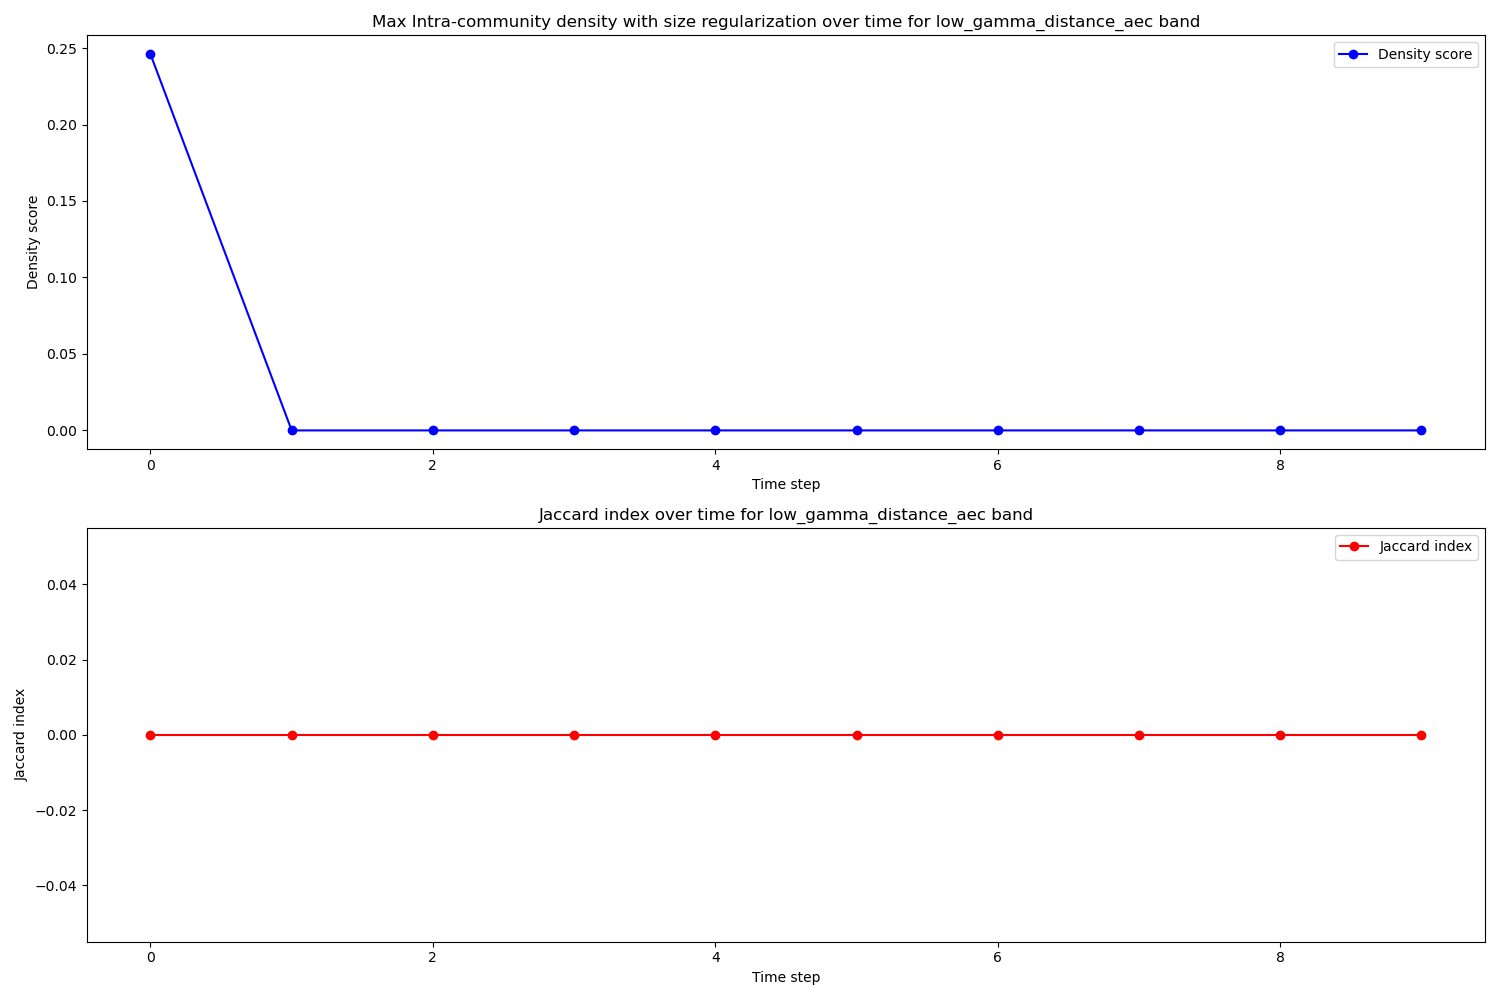 Max Intra-community density with size regularization over time for low_gamma_distance_aec band
Density score
0.25
0.20
0.15
0.10
0.05
0.00
Density score
0 2 4 6 8
Time step
Jaccard index over time for low_gamma_distance_aec band
Jaccard index
0.04
0.02
0.00
−0.02
−0.04
Jaccard index
0 2 4 6 8
Time step